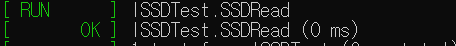 [ RUN      ] ISSDTest.SSDRead
[       OK ] ISSDTest.SSDRead (0 ms)